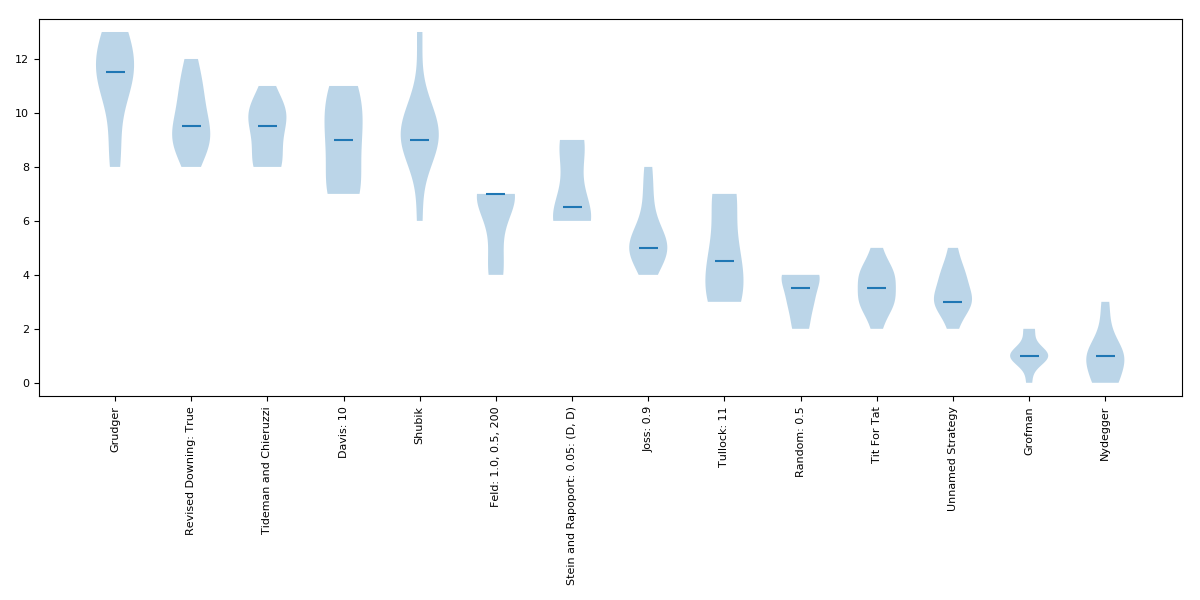 12
10
8
6
4
2
0
Grudger
Revised Downing: True
Tideman and Chieruzzi
Davis: 10
Shubik
Feld: 1.0, 0.5, 200
Stein and Rapoport: 0.05: (D, D)
Joss: 0.9
Tullock: 11
Random: 0.5
Tit For Tat
Unnamed Strategy
Grofman
Nydegger